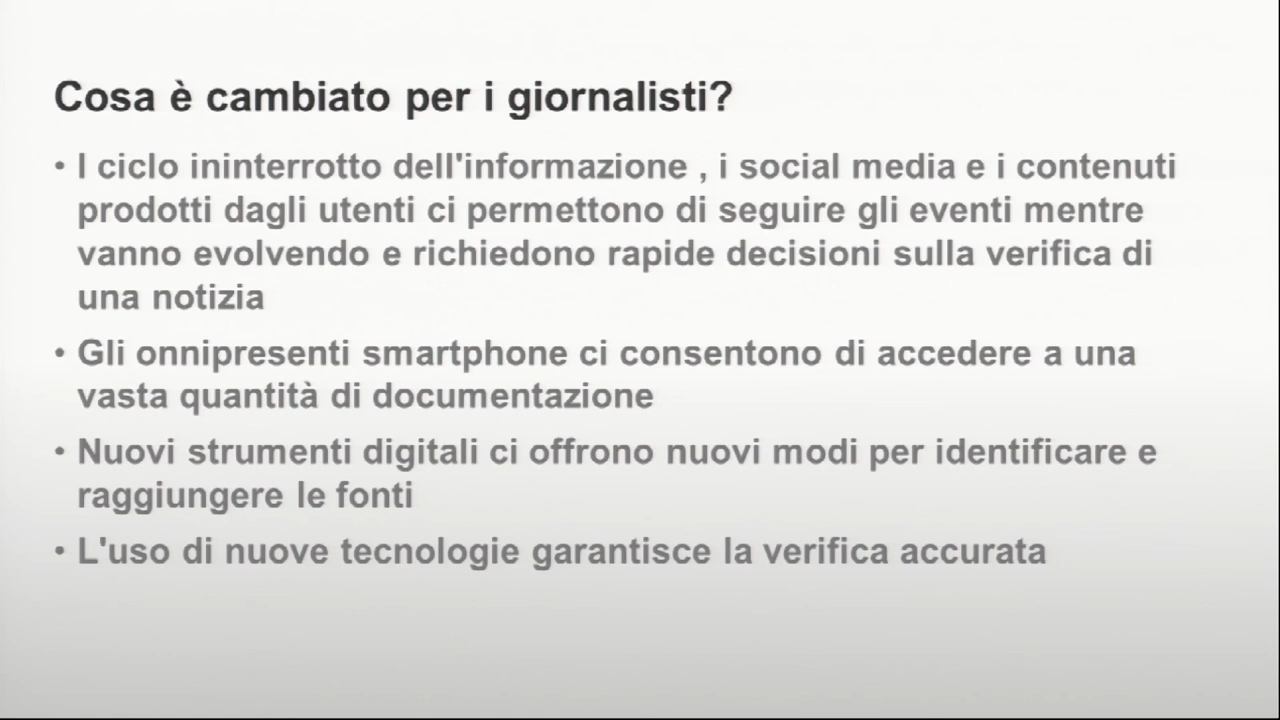 Cosa è cambiato per i giornalisti?
• I ciclo ininterrotto dell'informazione , i social media e i contenuti
prodotti dagli utenti ci permettono di seguire gli eventi mentre
vanno evolvendo e richiedono rapide decisioni sulla verifica di
una notizia
• Gli onnipresenti smartphone ci consentono di accedere a una
vasta quantità di documentazione
• Nuovi strumenti digitali ci offrono nuovi modi per identificare e
raggiungere le fonti
• L'uso di nuove tecnologie garantisce la verifica accurata